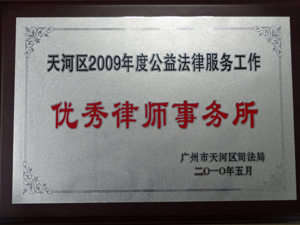 天河区2009年度公益法律服务工作
优秀律师事务所
广州市天河区司法局
二〇一〇年五月